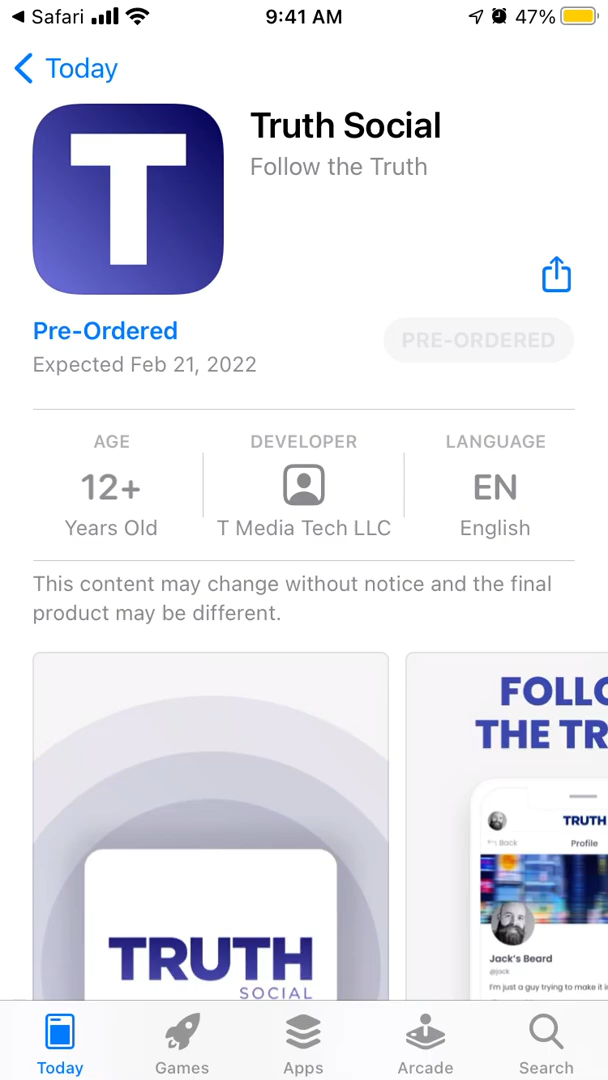 Safari 9:41 AM 47%
Today
T
Truth Social
Follow the Truth
Pre-Ordered
Expected Feb 21, 2022
PRE-ORDERED
AGE
12+
Years Old
DEVELOPER
T Media Tech LLC
LANGUAGE
EN
English
This content may change without notice and the final
product may be different.
TRUTH
SOCIAL
FOLLO
THE TR
TRUTH
Back Profile
Jack's Beard
@jack
I'm just a guy trying to make it i
Today Games Apps Arcade Search